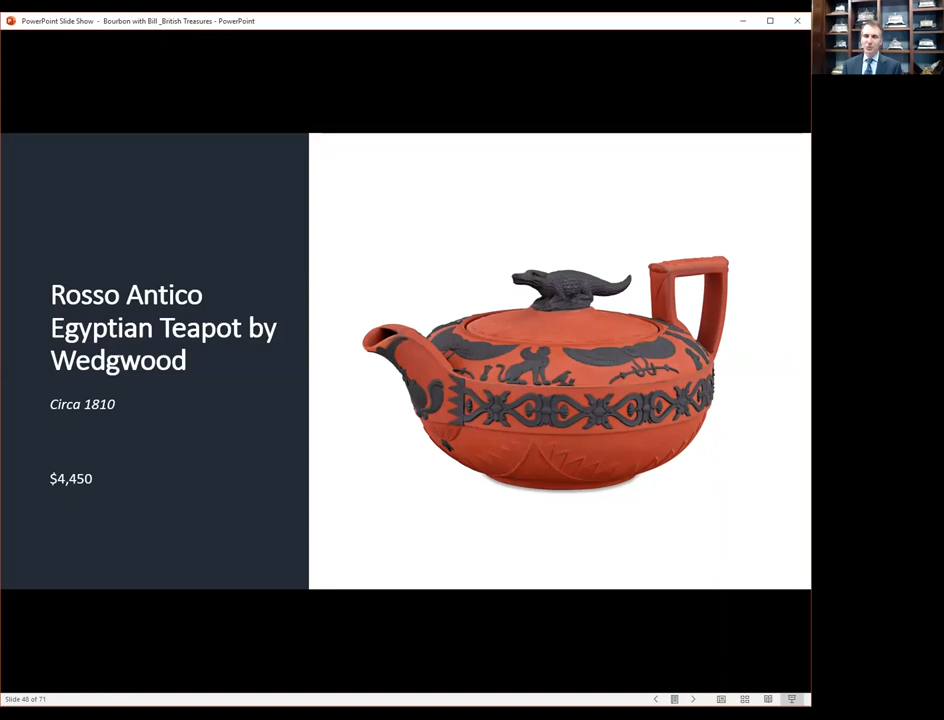 PowerPoint Slide Show - Bourbon with Bill _British Treasures - PowerPoint
Rosso Antico
Egyptian Teapot by
Wedgwood
Circa 1810
$4,450
Slide 48 of 71